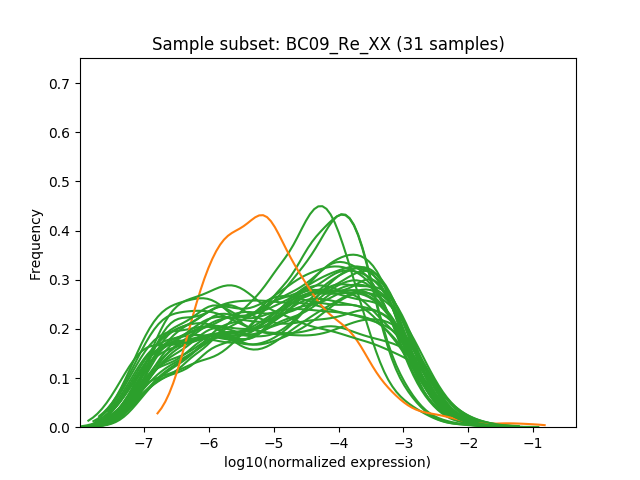 Sample subset: BC09_Re_XX (31 samples)
0.7
0.6
0.5
0.4
0.3
0.2
0.1
0.0
Frequency
−7 −6 −5 −4 −3 −2 −1
log10(normalized expression)